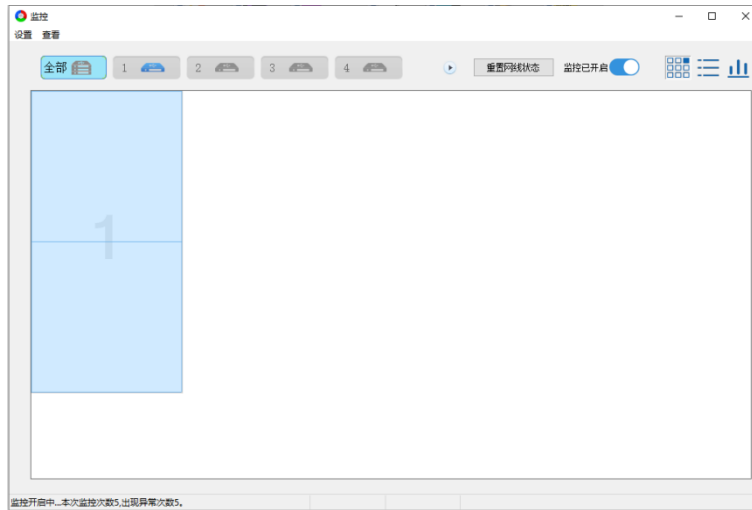 监控
设置 查看
全部 1 2 3 4 重置网线状态 监控已开启
1
监控开启中...本次监控次数5,出现异常次数5。